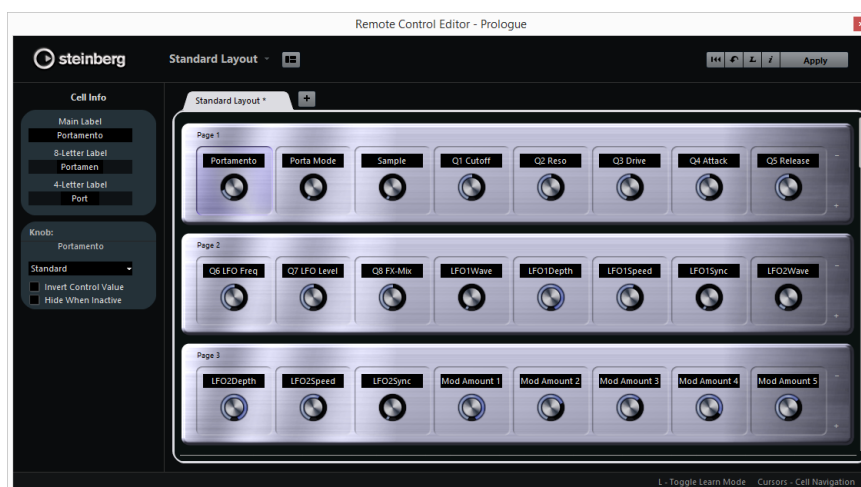 Remote Control Editor - Prologue
steinberg
Standard Layout
L
i
Apply
Cell Info
Main Label
Portamento
8-Letter Label
Portamen
4-Letter Label
Port
Knob:
Portamento
Standard
Invert Control Value
Hide When Inactive
Standard Layout *
+
Page 1
Portamento
Porta Mode
Sample
Q1 Cutoff
Q2 Reso
Q3 Drive
Q4 Attack
Q5 Release
Page 2
Q6 LFO Freq
Q7 LFO Level
Q8 FX-Mix
LFO1Wave
LFO1Depth
LFO1Speed
LFO1Sync
LFO2Wave
Page 3
LFO2Depth
LFO2Speed
LFO2Sync
Mod Amount 1
Mod Amount 2
Mod Amount 3
Mod Amount 4
Mod Amount 5
L - Toggle Learn Mode Cursors - Cell Navigation